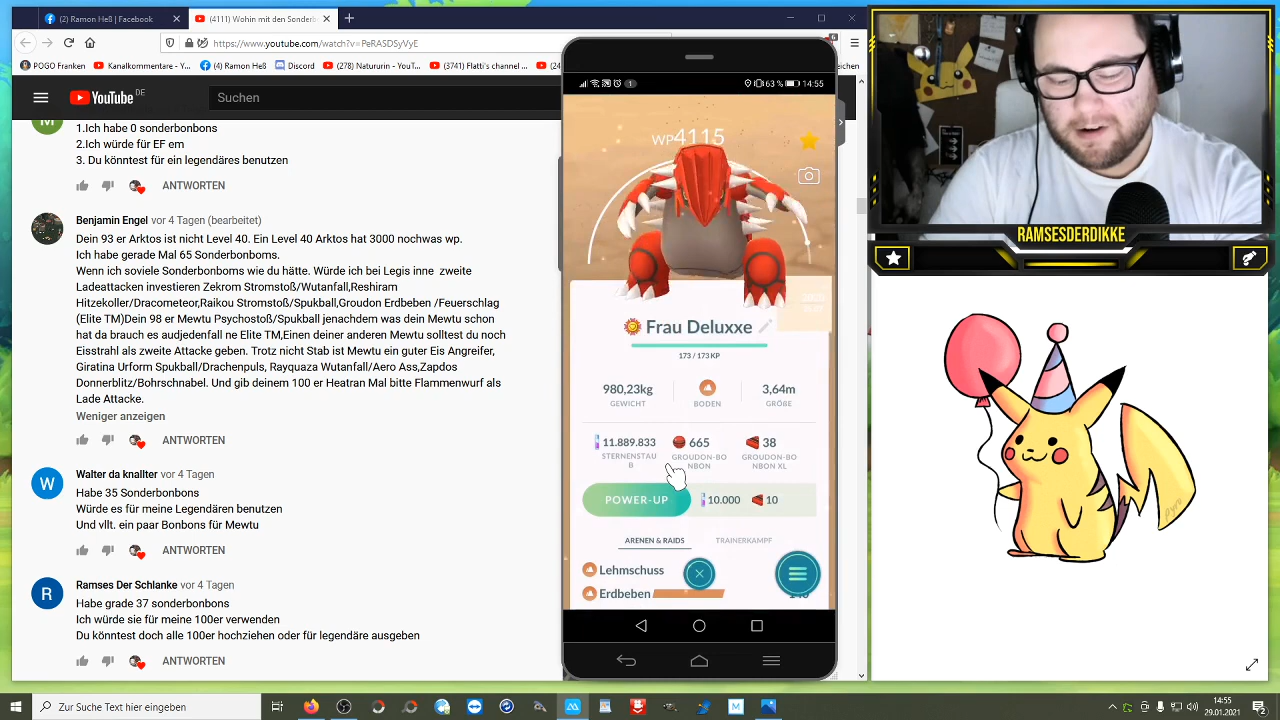 (2) Ramon Heß | Facebook
(4111) Wohin mit den Sonderb
https://www.youtube.com/watch?v=PeRASDSyVyE
POGO Franken
Kanalkommentare - Y...
(4) Ramon Heß
Discord
(278) Naturuin - YouT...
(3741) Flatti's channel...
(24
eichen
YouTube DE
Suchen
1.Ich habe 0 sonderbonbons
2.Ich würde für EF em
3. Du könntest für ein legendäres benutzen
ANTWORTEN
Benjamin Engel vor 4 Tagen (bearbeitet)
Dein 93 er Arktos ist nicht Level 40. Ein Level 40 Arktos hat 3000 nochwas wp.
Ich habe gerade Mal 65 Sonderbonboms.
Wenn ich soviele Sonderbonboms wie du hätte. Würde ich bei Legis inne  zweite
Ladeattacken investieren Zekrom Stromstoß/Wutanfall,Reshiram
Hitzekoller/Dracometeor,Raikou Stromstoß/Spukball,Groudon Erdbeben /Feuerschlag
(Elite TM)Dein 98 er Mewtu Psychostoß/Spukball jenachdem was dein Mewtu schon
hat da brauch es audjedenfall ne Elite TM,Einen deiner anderen Mewtu solltest du noch
Eisstrahl als zweite Attacke geben. Trotz nicht Stab ist Mewtu ein guter Eis Angreifer,
Giratina Urform Spukball/Drachenpuls, Rayquaza Wutanfall/Aero Ass,Zapdos
Donnerblitz/Bohrschnabel. Und gib deinem 100 er Heatran Mal bitte Flammenwurf als
Lade Attacke.
Weniger anzeigen
ANTWORTEN
W
Walter da knallter vor 4 Tagen
Habe 35 Sonderbonbons
Würde es für meine Legendären benutzen
Und vllt. ein paar Bonbons für Mewtu
ANTWORTEN
R
Ramses Der Schlanke vor 4 Tagen
Habe grade 37 sonderbonbons
Ich würde sie für meine 100er verwenden
Du könntest doch alle 100er hochziehen oder für legendäre ausgeben
ANTWORTEN
63 % 14:55
WP4115
Frau Deluxxe
173 / 173 KP
980,23kg
GEWICHT
BODEN
3,64m
GRÖßE
11.889.833
STERNENSTAU
B
665
GROUDON-BO
NBON
38
GROUDON-BO
NBON XL
POWER-UP
10.000
10
ARENEN & RAIDS
TRAINERKAMPF
Lehmschuss
Erdbeben
140
RAMSESDERDIKKE
pyro
Zur Suche Text hier eingeben
14:55
29.01.2021
2